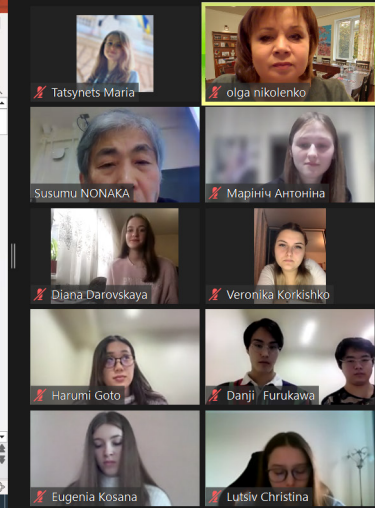 Tatsynets Maria
olga nikolenko
Susumu NONAKA
Марініч Антоніна
Diana Darovskaya
Veronika Korkishko
Harumi Goto
Danji Furukawa
Eugenia Kosana
Lutsiv Christina